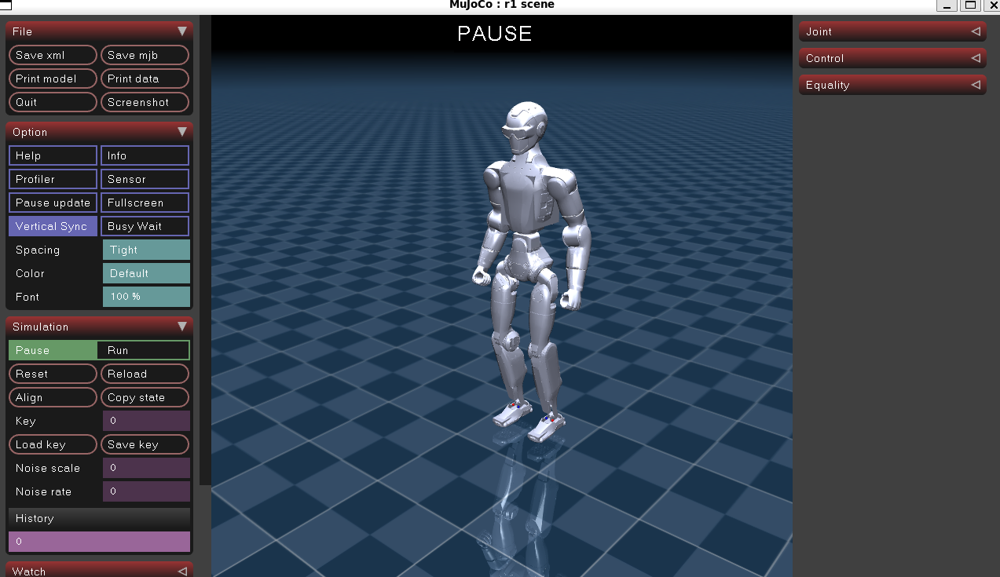 MuJoCo : r1 scene
File
Save xml Save mjb
Print model Print data
Quit Screenshot
Option
Help Info
Profiler Sensor
Pause update Fullscreen
Vertical Sync Busy Wait
Spacing Tight
Color Default
Font 100 %
Simulation
Pause Run
Reset Reload
Align Copy state
Key 0
Load key Save key
Noise scale 0
Noise rate 0
History
0
Watch
PAUSE
Joint
Control
Equality